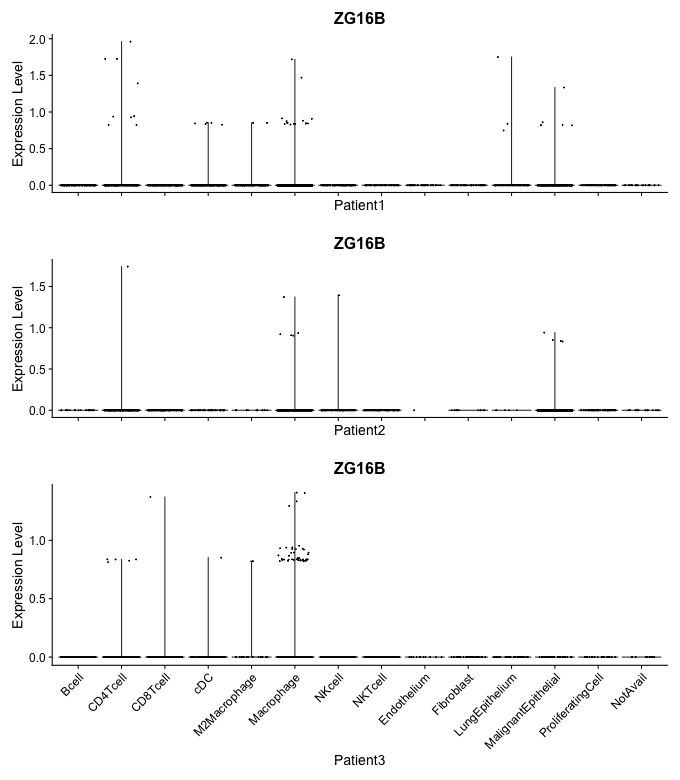 ZG16B
Expression Level
2.0
1.5
1.0
0.5
0.0
Patient1
ZG16B
Expression Level
1.5
1.0
0.5
0.0
Patient2
ZG16B
Expression Level
1.0
0.5
0.0
Bcell
CD4Tcell
CD8Tcell
cDC
M2Macrophage
Macrophage
NKcell
NKTcell
Endothelium
Fibroblast
LungEpithelium
MalignantEpithelial
ProliferatingCell
NotAvail
Patient3